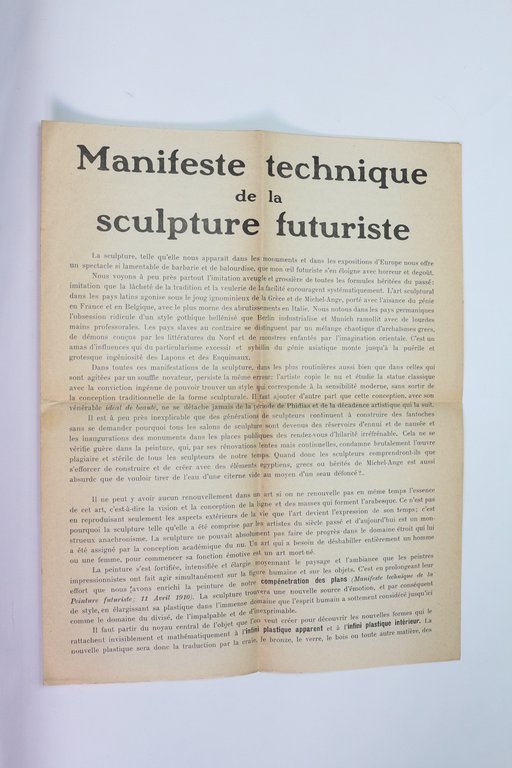 Manifeste technique
de la
sculpture futuriste
La sculpture, telle qu'elle nous apparaît dans les monuments et dans les expositions d'Europe nous offre
un spectacle si lamentable de barbarie et de balourdise, que mon œil futuriste s'en éloigne avec horreur et degoût.
Nous voyons à peu près partout l'imitation aveugle et grossière de toutes les formules héritées du passé:
imitation que la lâcheté de la tradition et la veulerie de la facilité encouragent systématiquement. L'art sculptural
dans les pays latins agonise sous le joug ignominieux de la Grèce et de Michel-Ange, porté avec l'aisance du génie
en France et en Belgique, avec le plus morne des abrutissements en Italie. Nous notons dans les pays germaniques
l'obsession ridicule d'un style gothique hellénisé que Berlin industrialise et Munich ramollit avec de lourdes
mains professorales. Les pays slaves au contraire se distinguent par un mélange chaotique d'archaïsmes grecs,
de démons conçus par les littératures du Nord et de monstres enfantés par l'imagination orientale. C'est un
amas d'influences qui du particularisme excessif et sybillin du génie asiatique monte jusqu'à la puérile et
grotesque ingéniosité des Lapons et des Esquimaux.
Dans toutes ces manifestations de la sculpture, dans les plus routinières aussi bien que dans celles qui
sont agitées par un souffle novateur, persiste la même erreur: l'artiste copie le nu et étudie la statue classique
avec la conviction ingénue de pouvoir trouver un style qui corresponde à la sensibilité moderne, sans sortir de
la conception traditionnelle de la forme sculpturale. Il faut ajouter d'autre part que cette conception, avec son
vénérable idéal de beauté, ne se détache jamais de la période de Phidias et de la décadence artistique qui la suit.
Il est à peu près inexplicable que des générations de sculpteurs continuent à construire des fantoches
sans se demander pourquoi tous les salons de sculpture sont devenus des réservoirs d'ennui et de nausée et
les inaugurations des monuments dans les places publiques des rendez-vous d'hilarité irréfrénable. Cela ne se
vérifie guère dans la peinture, qui, par ses rénovations lentes mais continuelles, condamne brutalement l'œuvre
plagiaire et stérile de tous les sculpteurs de notre temps. Quand donc les sculpteurs comprendront-ils que
s'efforcer de construire et de créer avec des éléments egyptiens, grecs ou hérités de Michel-Ange est aussi
absurde que de vouloir tirer de l'eau d'une citerne vide au moyen d'un seau défoncé?..
Il ne peut y avoir aucun renouvellement dans un art si on ne renouvelle pas en même temps l'essence
de cet art, c'est-à-dire la vision et la conception de la ligne et des masses qui forment l'arabesque. Ce n'est pas
en reproduisant seulement les aspects extérieurs de la vie que l'art devient l'expression de son temps; c'est
pourquoi la sculpture telle qu'elle a été comprise par les artistes du siècle passé et d'aujourd'hui est un mon-
strueux anachronisme. La sculpture ne pouvait absolument pas faire de progrès dans le domaine étroit qui lui
a été assigné par la conception académique du nu. Un art qui a besoin de déshabiller entièrement un homme
ou une femme, pour commencer sa fonction émotive est un art mort-né.
La peinture s'est fortifiée, intensifiée et élargie moyennant le paysage et l'ambiance que les peintres
impressionnistes ont fait agir simultanément sur la figure humaine et sur les objets. C'est en prolongeant leur
effort que nous avons enrichi la peinture de notre compénétration des plans (Manifeste technique de la
Peinture futuriste; 11 Avril 1910). La sculpture trouvera une nouvelle source d'émotion, et par conséquent
de style, en élargissant sa plastique dans l'immense domaine que l'esprit humain a sottement considéré jusqu'ici
comme le domaine du divisé, de l'impalpable et de l'inexprimable.
Il faut partir du noyau central de l'objet que l'on veut créer pour découvrir les nouvelles formes qui le
rattachent invisiblement et mathématiquement à l'infini plastique apparent et à l'infini plastique intérieur. La
nouvelle plastique sera donc la traduction par la craie, le bronze, le verre, le bois ou toute autre matière, des